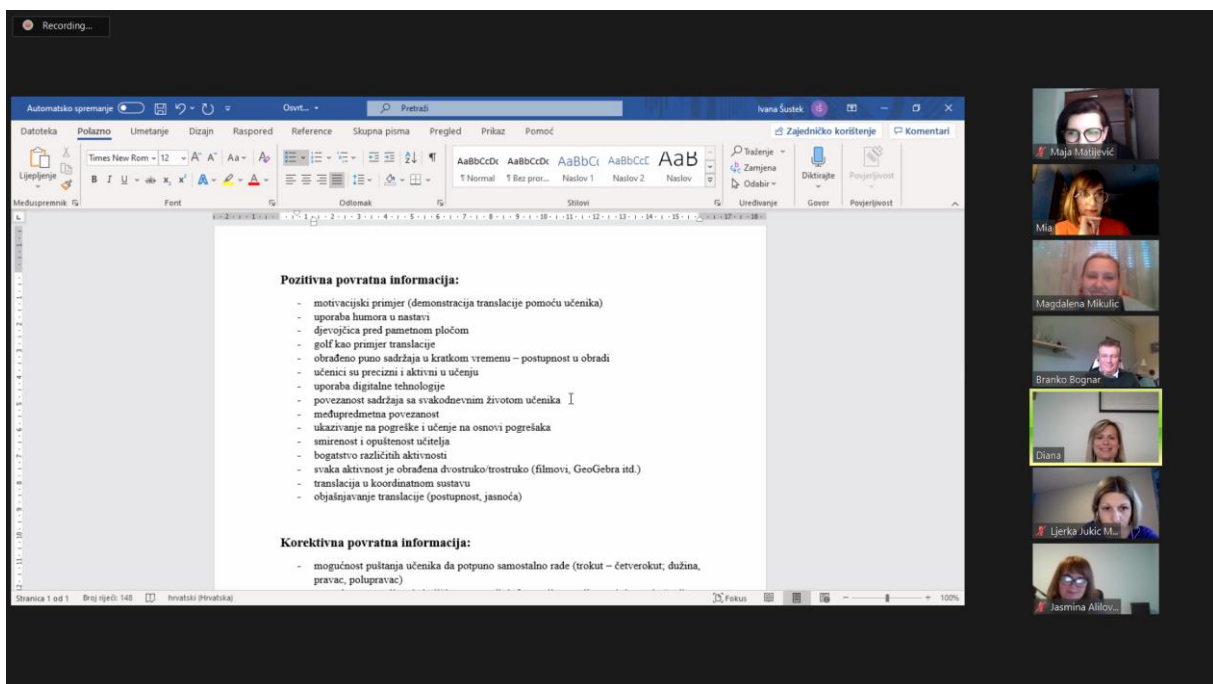 Recording...
Automatsko spremanje
Osvrt...
Pretraži
Ivana Šustek
Datoteka Polazno Umetanje Dizajn Raspored Reference Skupna pisma Pregled Prikaz Pomoć
Zajedničko korištenje Komentari
Lijepljenje
Times New Rom 12
AaBbCcDc AaBbCcDc AaBbCc AaBbCcC AaB
¶ Normal ¶ Bez pror... Naslov 1 Naslov 2 Naslov
Traženje
Zamjena
Odabir
Diktirajte
Povjerljivost
Međuspremnik Font Odlomak Stilovi Uređivanje Govor Povjerljivost
Pozitivna povratna informacija:
- motivacijski primjer (demonstracija translacije pomoću učenika)
- uporaba humora u nastavi
- djevojčica pred pametnom pločom
- golf kao primjer translacije
- obrađeno puno sadržaja u kratkom vremenu – postupnost u obradi
- učenici su precizni i aktivni u učenju
- uporaba digitalne tehnologije
- povezanost sadržaja sa svakodnevnim životom učenika
- međupredmetna povezanost
- ukazivanje na pogreške i učenje na osnovi pogrešaka
- smirenost i opuštenost učitelja
- bogatstvo različitih aktivnosti
- svaka aktivnost je obrađena dvostruko/trostruko (filmovi, GeoGebra itd.)
- translacija u koordinatnom sustavu
- objašnjavanje translacije (postupnost, jasnoća)
Korektivna povratna informacija:
- mogućnost puštanja učenika da potpuno samostalno rade (trokut – četverokut; dužina,
pravac, polupravac)
Stranica 1 od 1 Broj riječi: 148 hrvatski (Hrvatska) Fokus 100%
Maja Matijević
Mia
Magdalena Mikulic
Branko Bognar
Diana
Ljerka Jukic M...
Jasmina Alilov...